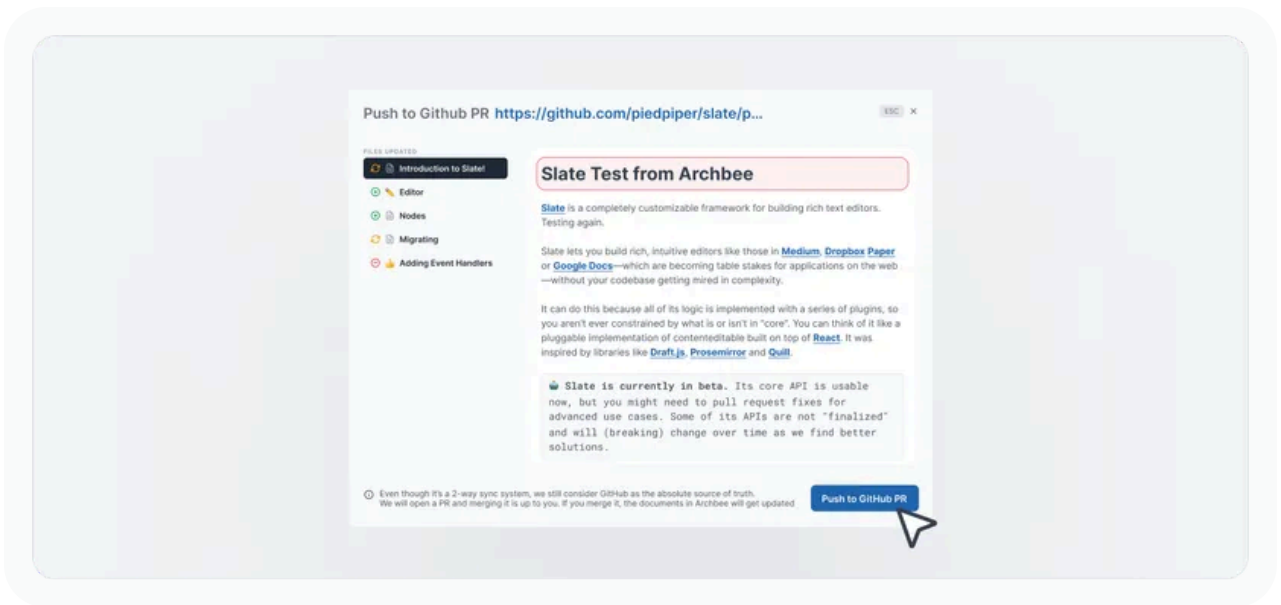 Push to Github PR https://github.com/piedpiper/slate/p...
ESC
FILES UPDATED
Introduction to Slate!
Editor
Nodes
Migrating
Adding Event Handlers
Slate Test from Archbee
Slate is a completely customizable framework for building rich text editors.
Testing again.
Slate lets you build rich, intuitive editors like those in Medium, Dropbox Paper
or Google Docs—which are becoming table stakes for applications on the web
—without your codebase getting mired in complexity.
It can do this because all of its logic is implemented with a series of plugins, so
you aren't ever constrained by what is or isn't in "core". You can think of it like a
pluggable implementation of contenteditable built on top of React. It was
inspired by libraries like Draft.js, Prosemirror and Quill.
Slate is currently in beta. Its core API is usable
now, but you might need to pull request fixes for
advanced use cases. Some of its APIs are not "finalized"
and will (breaking) change over time as we find better
solutions.
Even though it's a 2-way sync system, we still consider GitHub as the absolute source of truth.
We will open a PR and merging it is up to you. If you merge it, the documents in Archbee will get updated
Push to GitHub PR